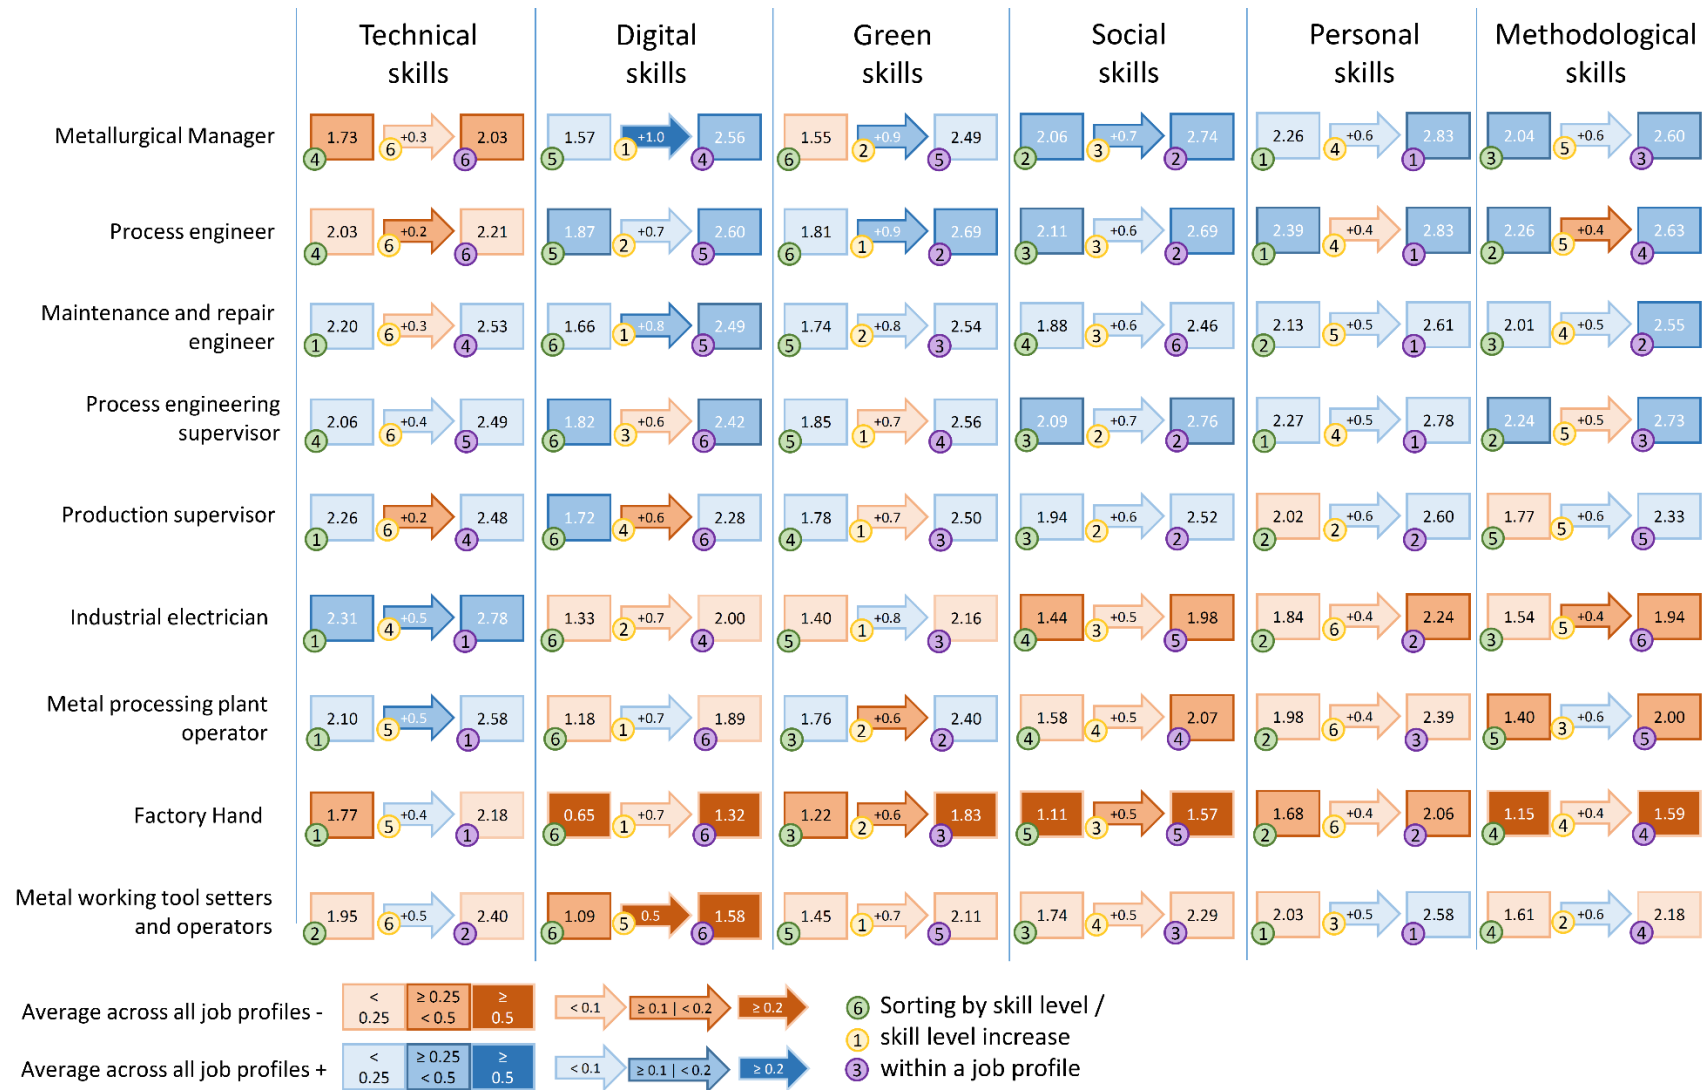 Technical skills
Digital skills
Green skills
Social skills
Personal skills
Methodological skills
Metallurgical Manager
1.73 +0.3 2.03 4 6 6
1.57 +1.0 2.56 5 1 4
1.55 +0.9 2.49 6 2 5
2.06 +0.7 2.74 2 3 2
2.26 +0.6 2.83 1 4 1
2.04 +0.6 2.60 3 5 3
Process engineer
2.03 +0.2 2.21 4 6 6
1.87 +0.7 2.60 5 2 5
1.81 +0.9 2.69 6 1 2
2.11 +0.6 2.69 3 3 2
2.39 +0.4 2.83 1 4 1
2.26 +0.4 2.63 2 5 4
Maintenance and repair
engineer
2.20 +0.3 2.53 1 6 4
1.66 +0.8 2.49 6 1 5
1.74 +0.8 2.54 5 2 3
1.88 +0.6 2.46 4 3 6
2.13 +0.5 2.61 2 5 1
2.01 +0.5 2.55 3 4 2
Process engineering
supervisor
2.06 +0.4 2.49 4 6 5
1.82 +0.6 2.42 6 3 6
1.85 +0.7 2.56 5 1 4
2.09 +0.7 2.76 3 2 2
2.27 +0.5 2.78 1 4 1
2.24 +0.5 2.73 2 5 3
Production supervisor
2.26 +0.2 2.48 1 6 4
1.72 +0.6 2.28 6 4 6
1.78 +0.7 2.50 4 1 3
1.94 +0.6 2.52 3 2 2
2.02 +0.6 2.60 2 2 2
1.77 +0.6 2.33 5 5 5
Industrial electrician
2.31 +0.5 2.78 1 4 1
1.33 +0.7 2.00 6 2 4
1.40 +0.8 2.16 5 1 3
1.44 +0.5 1.98 4 3 5
1.84 +0.4 2.24 2 6 2
1.54 +0.4 1.94 3 5 6
Metal processing plant
operator
2.10 +0.5 2.58 1 5 1
1.18 +0.7 1.89 6 1 6
1.76 +0.6 2.40 3 2 2
1.58 +0.5 2.07 4 4 4
1.98 +0.4 2.39 2 6 3
1.40 +0.6 2.00 5 3 5
Factory Hand
1.77 +0.4 2.18 1 5 1
0.65 +0.7 1.32 6 1 6
1.22 +0.6 1.83 3 2 3
1.11 +0.5 1.57 5 3 5
1.68 +0.4 2.06 2 6 2
1.15 +0.4 1.59 4 4 4
Metal working tool setters
and operators
1.95 +0.5 2.40 2 6 2
1.09 0.5 1.58 6 5 6
1.45 +0.7 2.11 5 1 5
1.74 +0.5 2.29 3 4 3
2.03 +0.5 2.58 1 3 1
1.61 +0.6 2.18 4 2 4
Average across all job profiles -
< 0.25
≥ 0.25 < 0.5
≥ 0.5
< 0.1
≥ 0.1 | < 0.2
≥ 0.2
Average across all job profiles +
< 0.25
≥ 0.25 < 0.5
≥ 0.5
< 0.1
≥ 0.1 | < 0.2
≥ 0.2
6 Sorting by skill level /
1 skill level increase
3 within a job profile